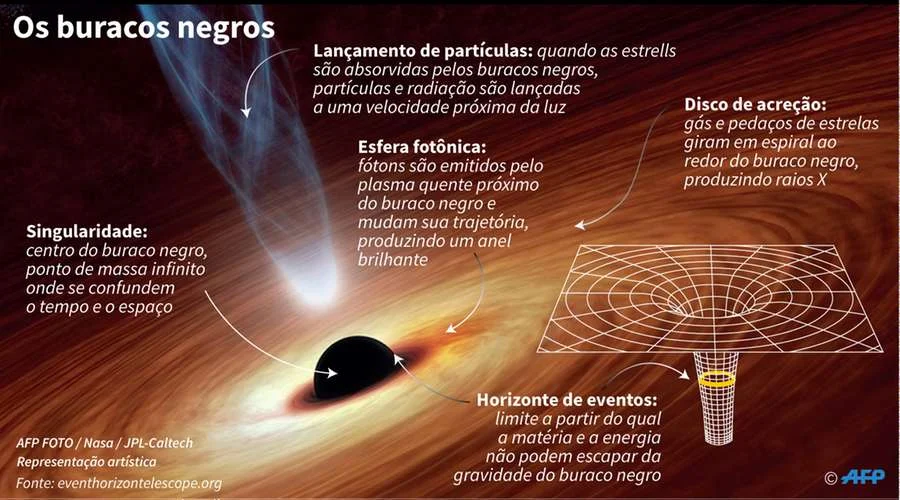 Os buracos negros
Lançamento de partículas: quando as estrells
são absorvidas pelos buracos negros,
partículas e radiação são lançadas
a uma velocidade próxima da luz
Disco de acreção:
gás e pedaços de estrelas
giram em espiral ao
redor do buraco negro,
produzindo raios X
Esfera fotônica:
fótons são emitidos pelo
plasma quente próximo
do buraco negro e
mudam sua trajetória,
produzindo um anel
brilhante
Singularidade:
centro do buraco negro,
ponto de massa infinito
onde se confundem
o tempo e o espaço
Horizonte de eventos:
limite a partir do qual
a matéria e a energia
não podem escapar da
gravidade do buraco negro
AFP FOTO / Nasa / JPL-Caltech
Representação artística
Fonte: eventhorizontelescope.org
© AFP